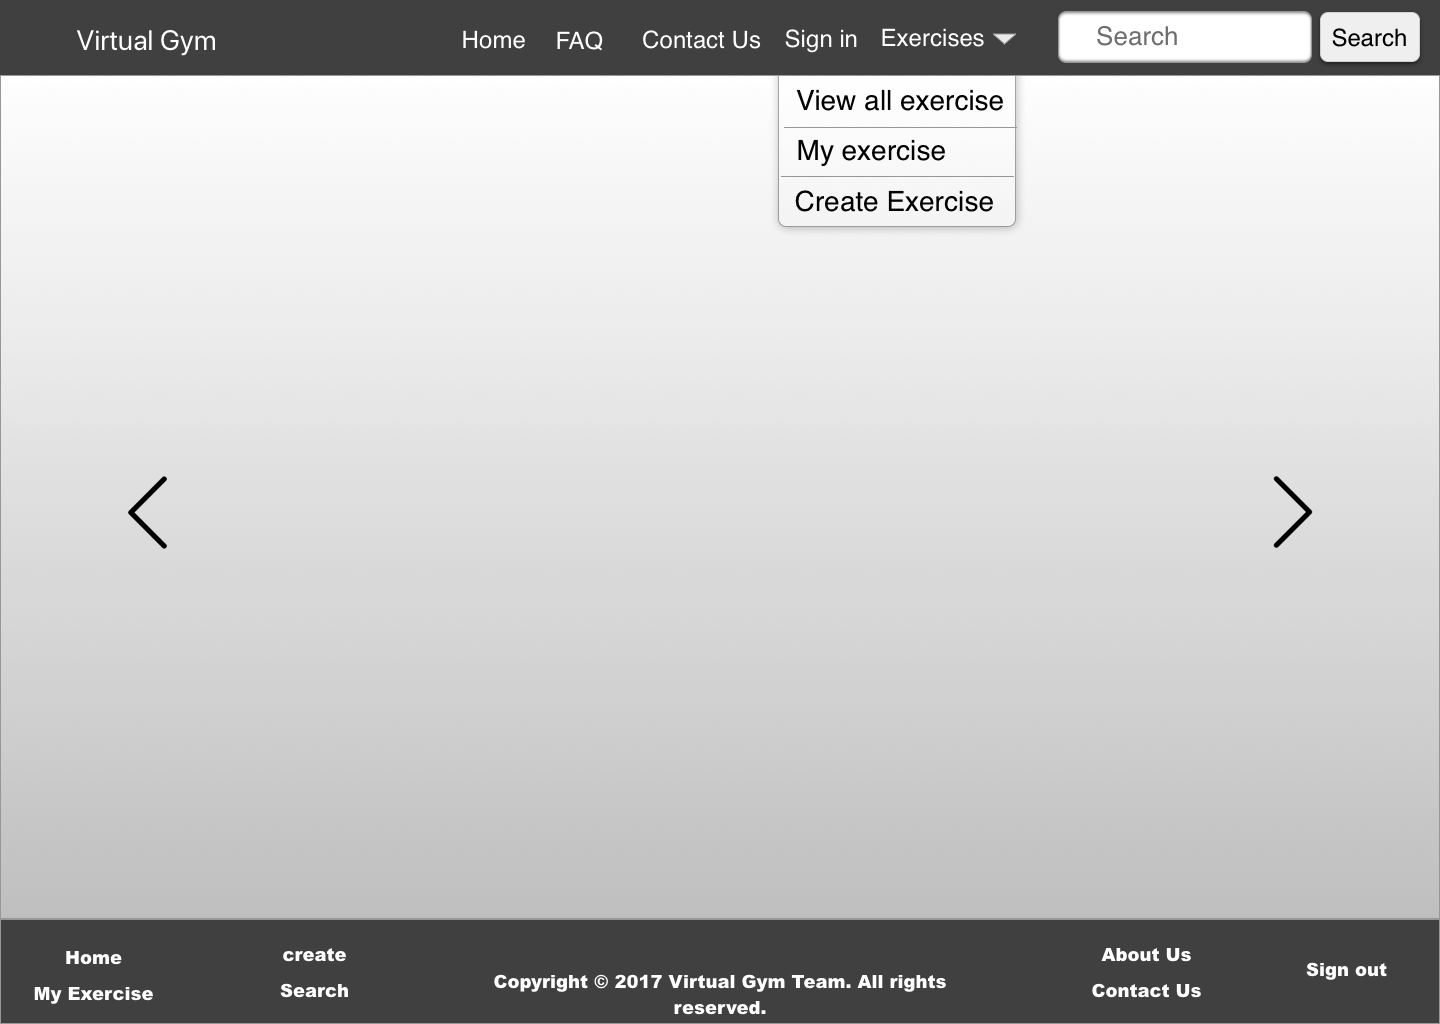 Virtual Gym
Home
FAQ
Contact Us
Sign in
Exercises
Search
Search
View all exercise
My exercise
Create Exercise
Home
My Exercise
create
Search
Copyright © 2017 Virtual Gym Team. All rights
reserved.
About Us
Contact Us
Sign out